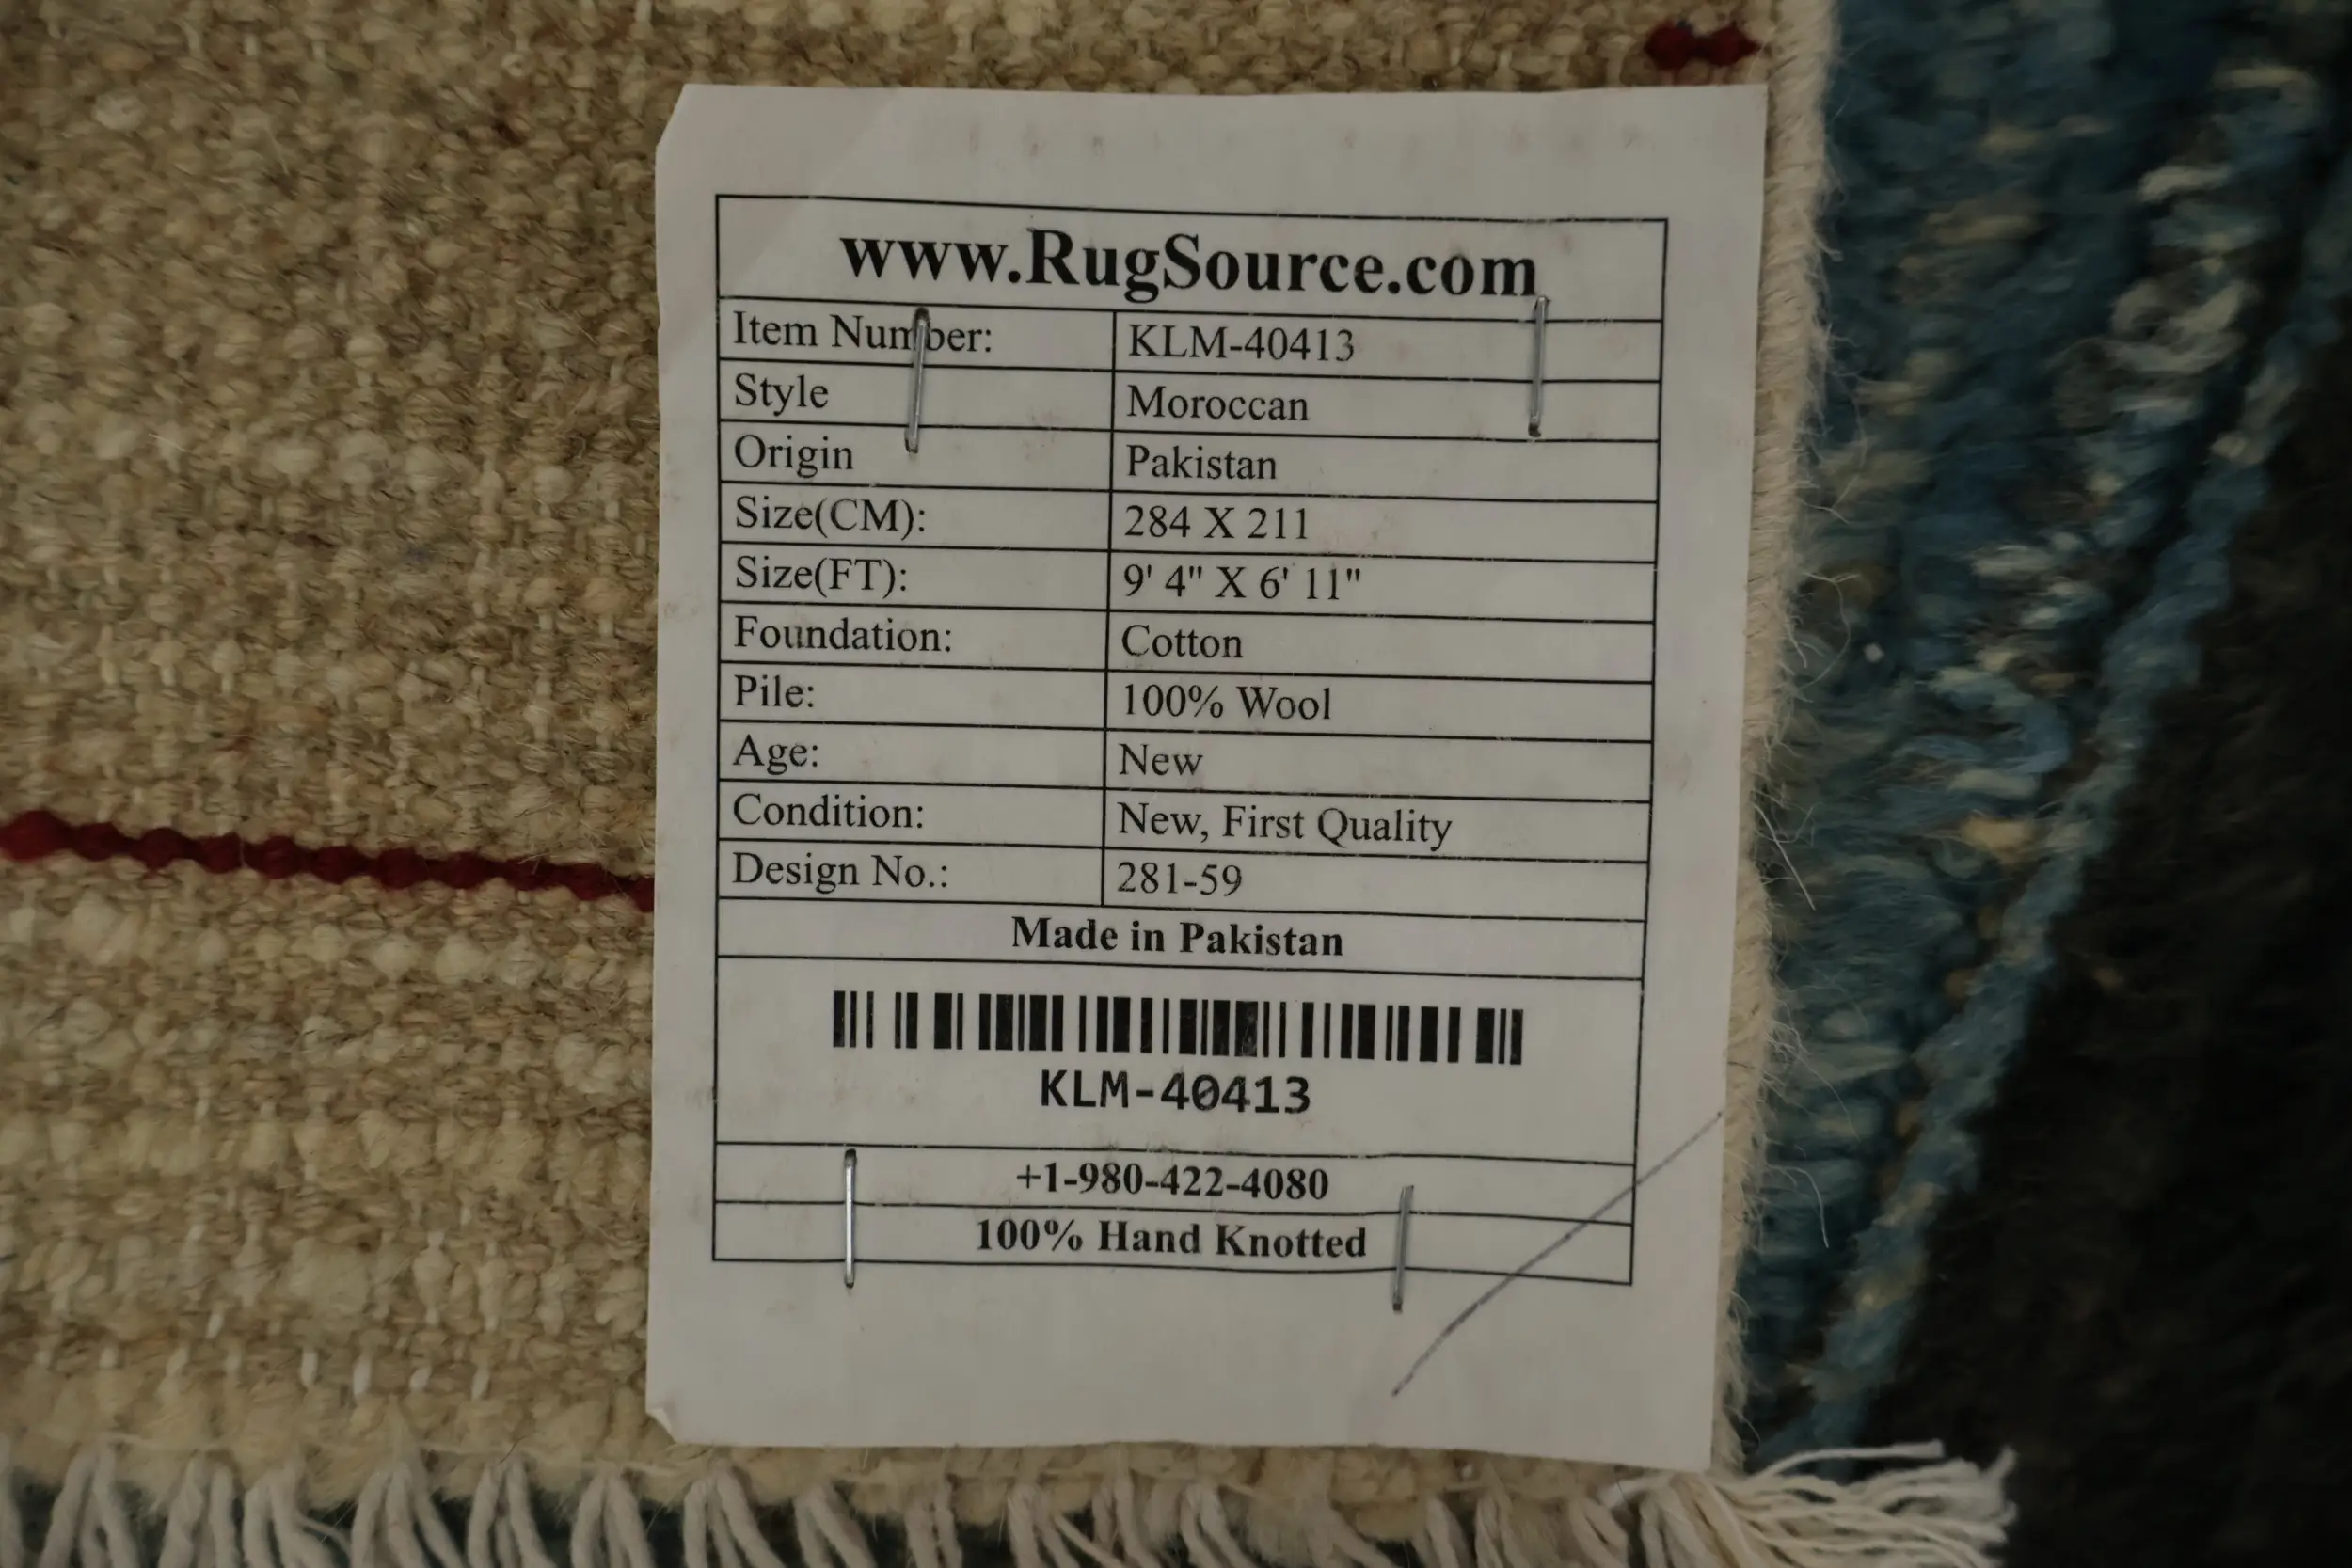 www.RugSource.com
Item Number: KLM-40413
Style Moroccan
Origin Pakistan
Size(CM): 284 X 211
Size(FT): 9' 4" X 6' 11"
Foundation: Cotton
Pile: 100% Wool
Age: New
Condition: New, First Quality
Design No.: 281-59
Made in Pakistan
KLM-40413
+1-980-422-4080
100% Hand Knotted